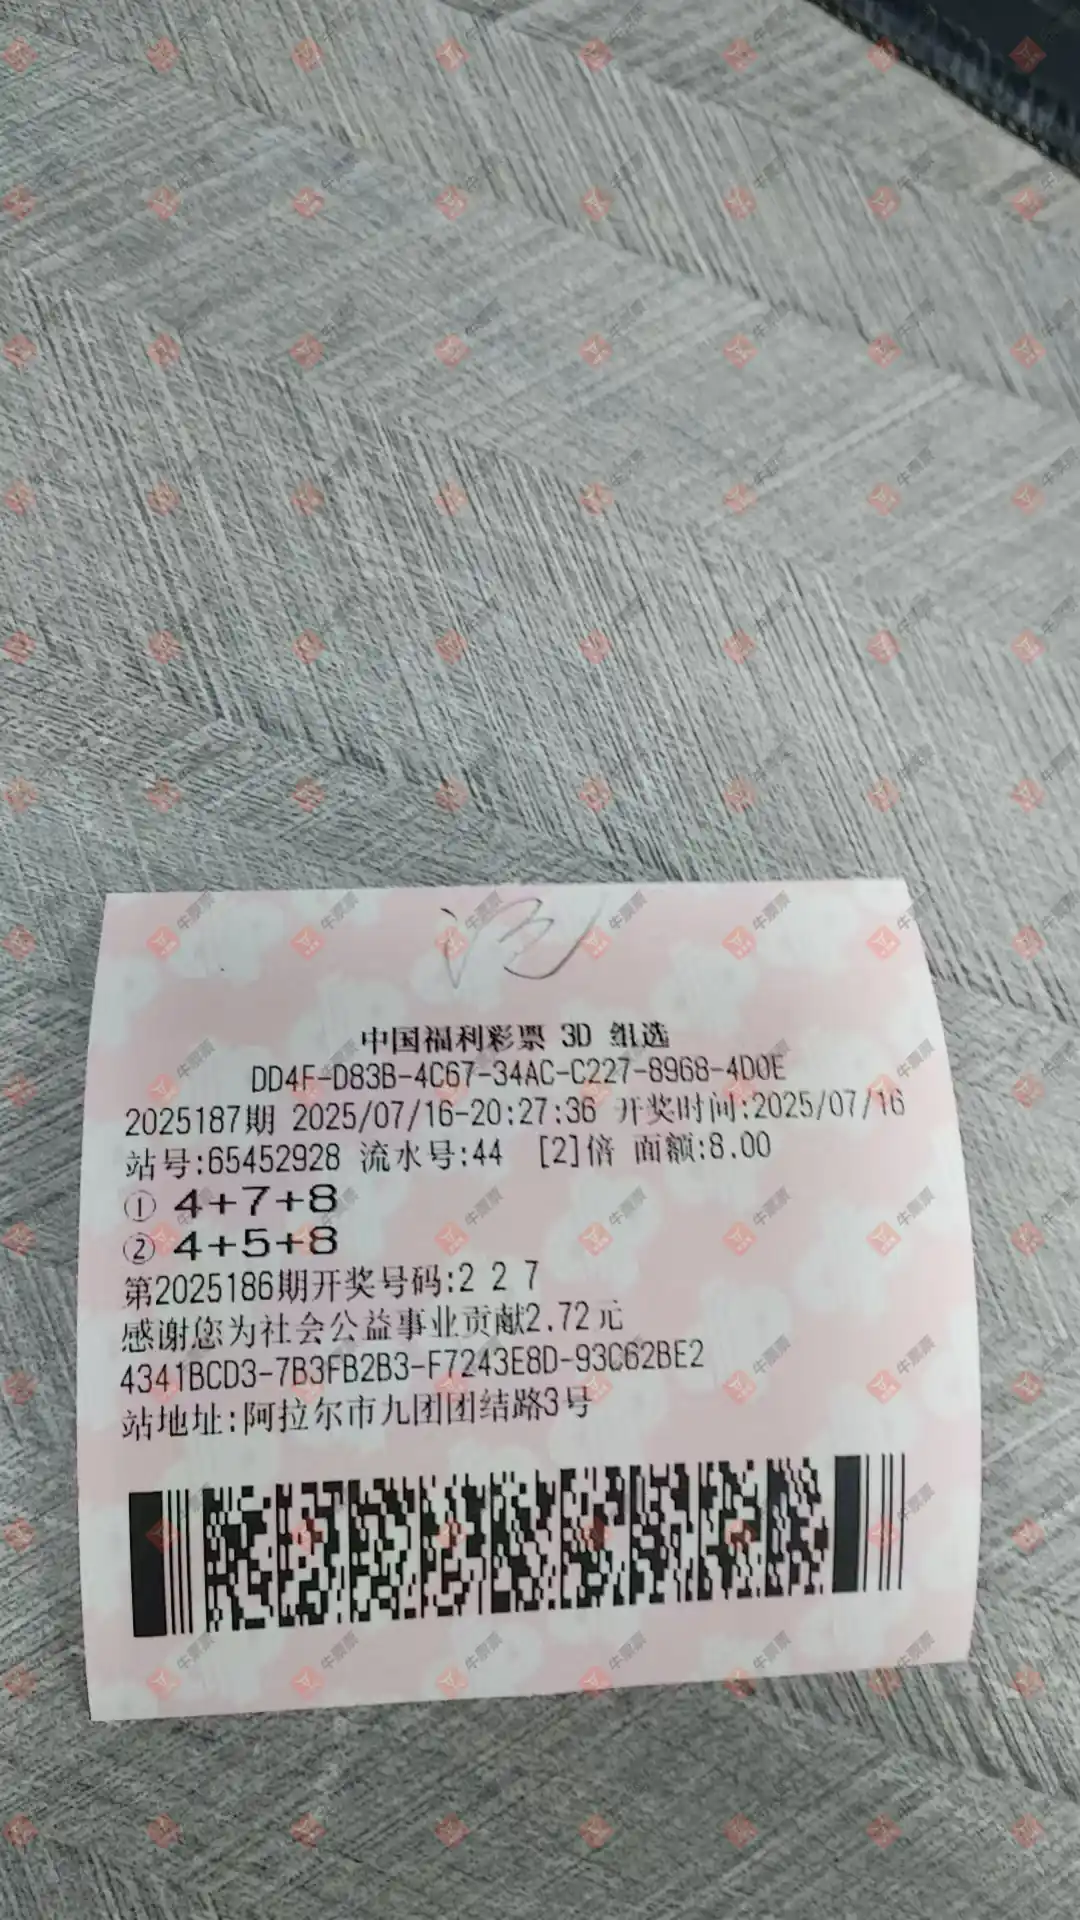 中国福利彩票 3D 组选
DD4F-D83B-4C67-34AC-C227-8968-4D0E
2025187期 2025/07/16-20:27:36 开奖时间:2025/07/16
站号:65452928 流水号:44 [2]倍 面额:8.00
① 4+7+8
② 4+5+8
第2025186期开奖号码:2 2 7
感谢您为社会公益事业贡献2.72元
4341BCD3-7B3FB2B3-F7243E8D-93C62BE2
站地址:阿拉尔市九团团结路3号
牛票票